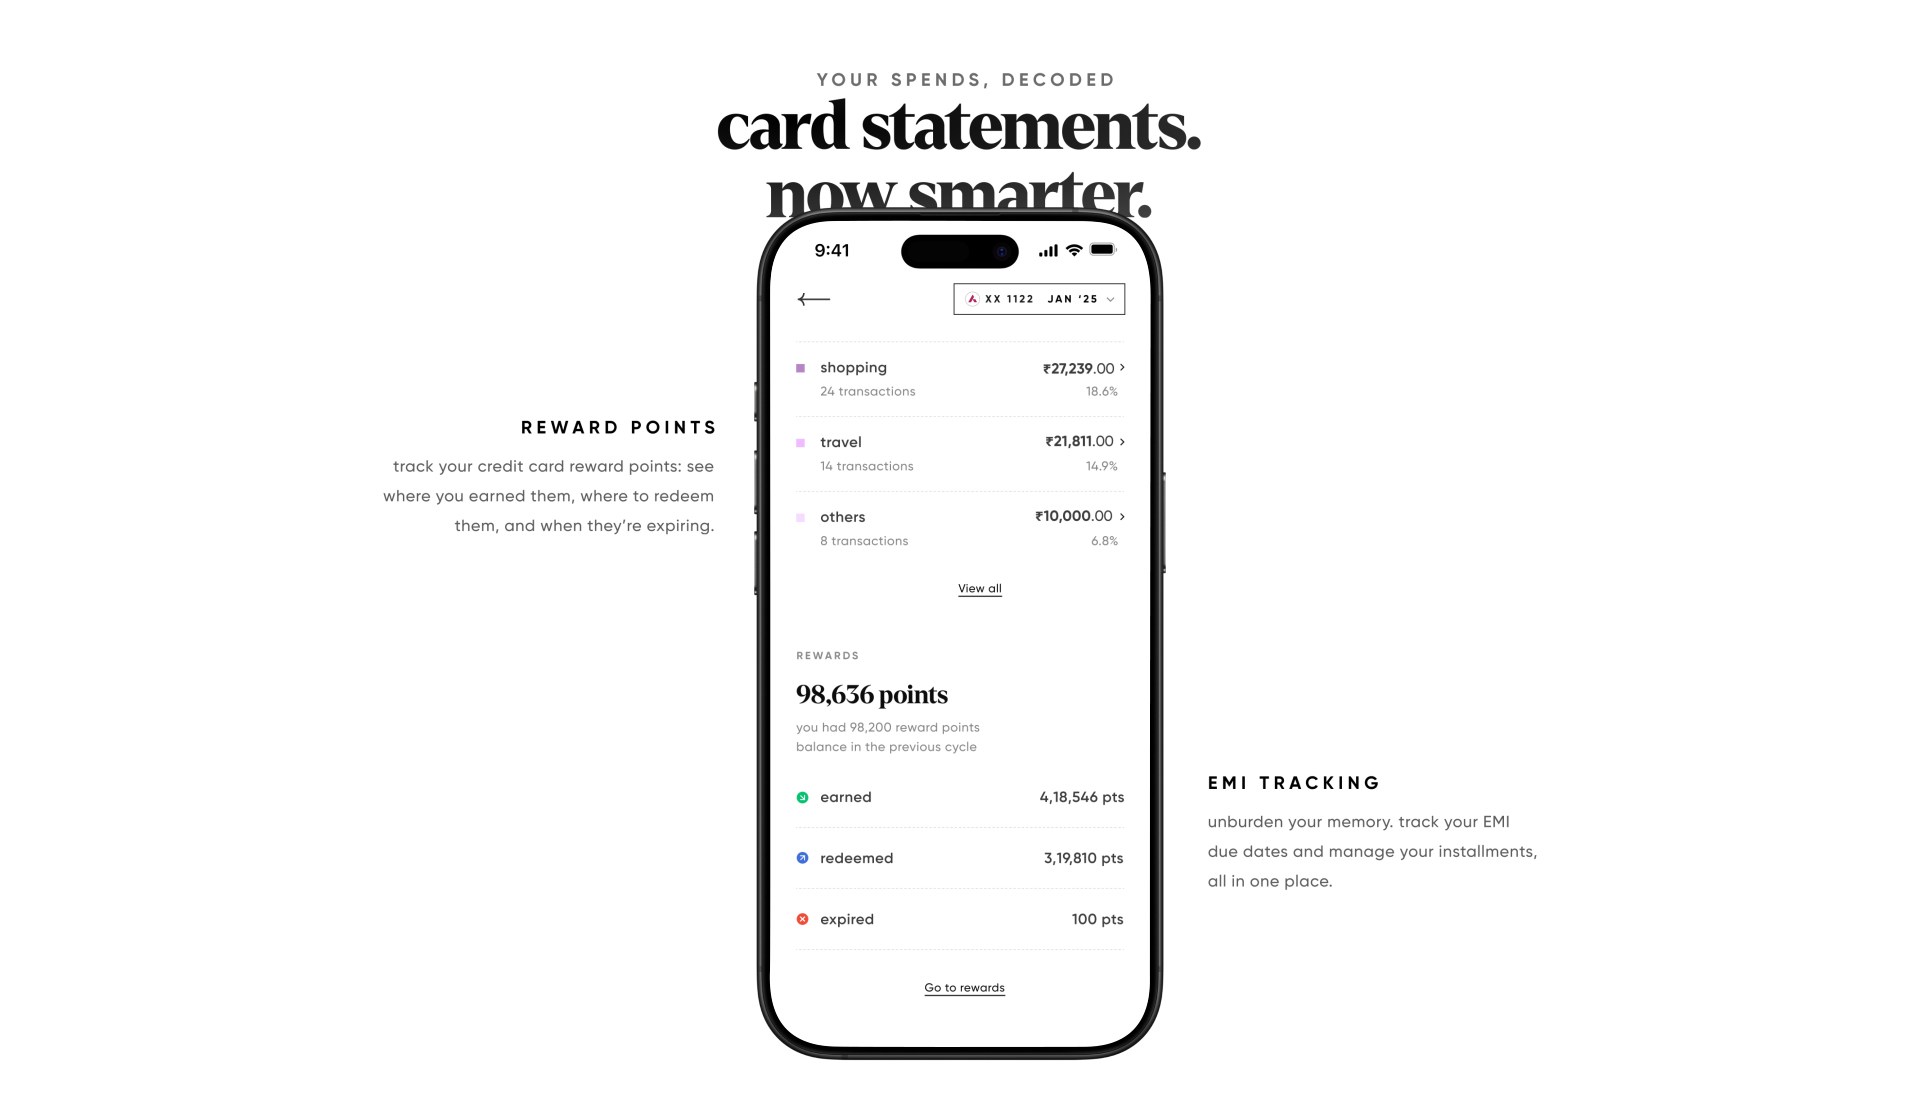 YOUR SPENDS, DECODED
card statements.
now smarter.
9:41
XX 1122 JAN ‘25
shopping ₹27,239.00
24 transactions 18.6%
travel ₹21,811.00
14 transactions 14.9%
others ₹10,000.00
8 transactions 6.8%
View all
REWARDS
98,636 points
you had 98,200 reward points
balance in the previous cycle
earned 4,18,546 pts
redeemed 3,19,810 pts
expired 100 pts
Go to rewards
REWARD POINTS
track your credit card reward points: see
where you earned them, where to redeem
them, and when they’re expiring.
EMI TRACKING
unburden your memory. track your EMI
due dates and manage your installments,
all in one place.